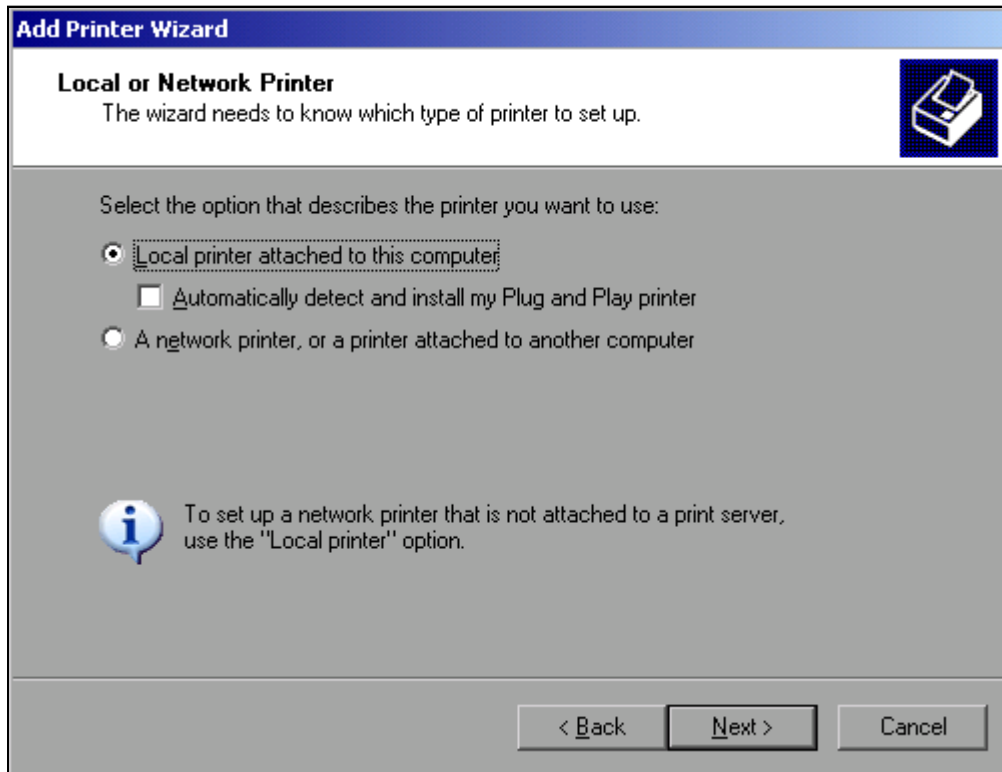 Add Printer Wizard
Local or Network Printer
The wizard needs to know which type of printer to set up.
Select the option that describes the printer you want to use:
Local printer attached to this computer
Automatically detect and install my Plug and Play printer
A network printer, or a printer attached to another computer
To set up a network printer that is not attached to a print server,
use the "Local printer" option.
< Back Next > Cancel